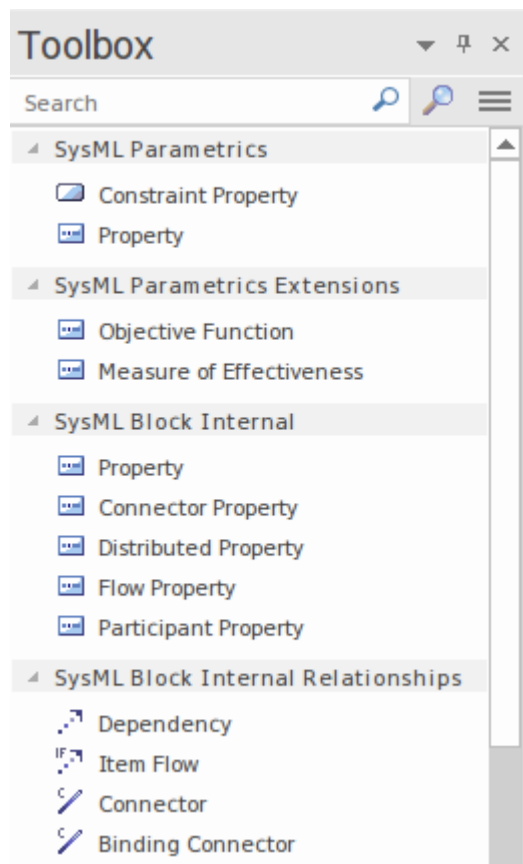 Toolbox
Search
SysML Parametrics
Constraint Property
Property
SysML Parametrics Extensions
Objective Function
Measure of Effectiveness
SysML Block Internal
Property
Connector Property
Distributed Property
Flow Property
Participant Property
SysML Block Internal Relationships
Dependency
IF Item Flow
C Connector
C Binding Connector